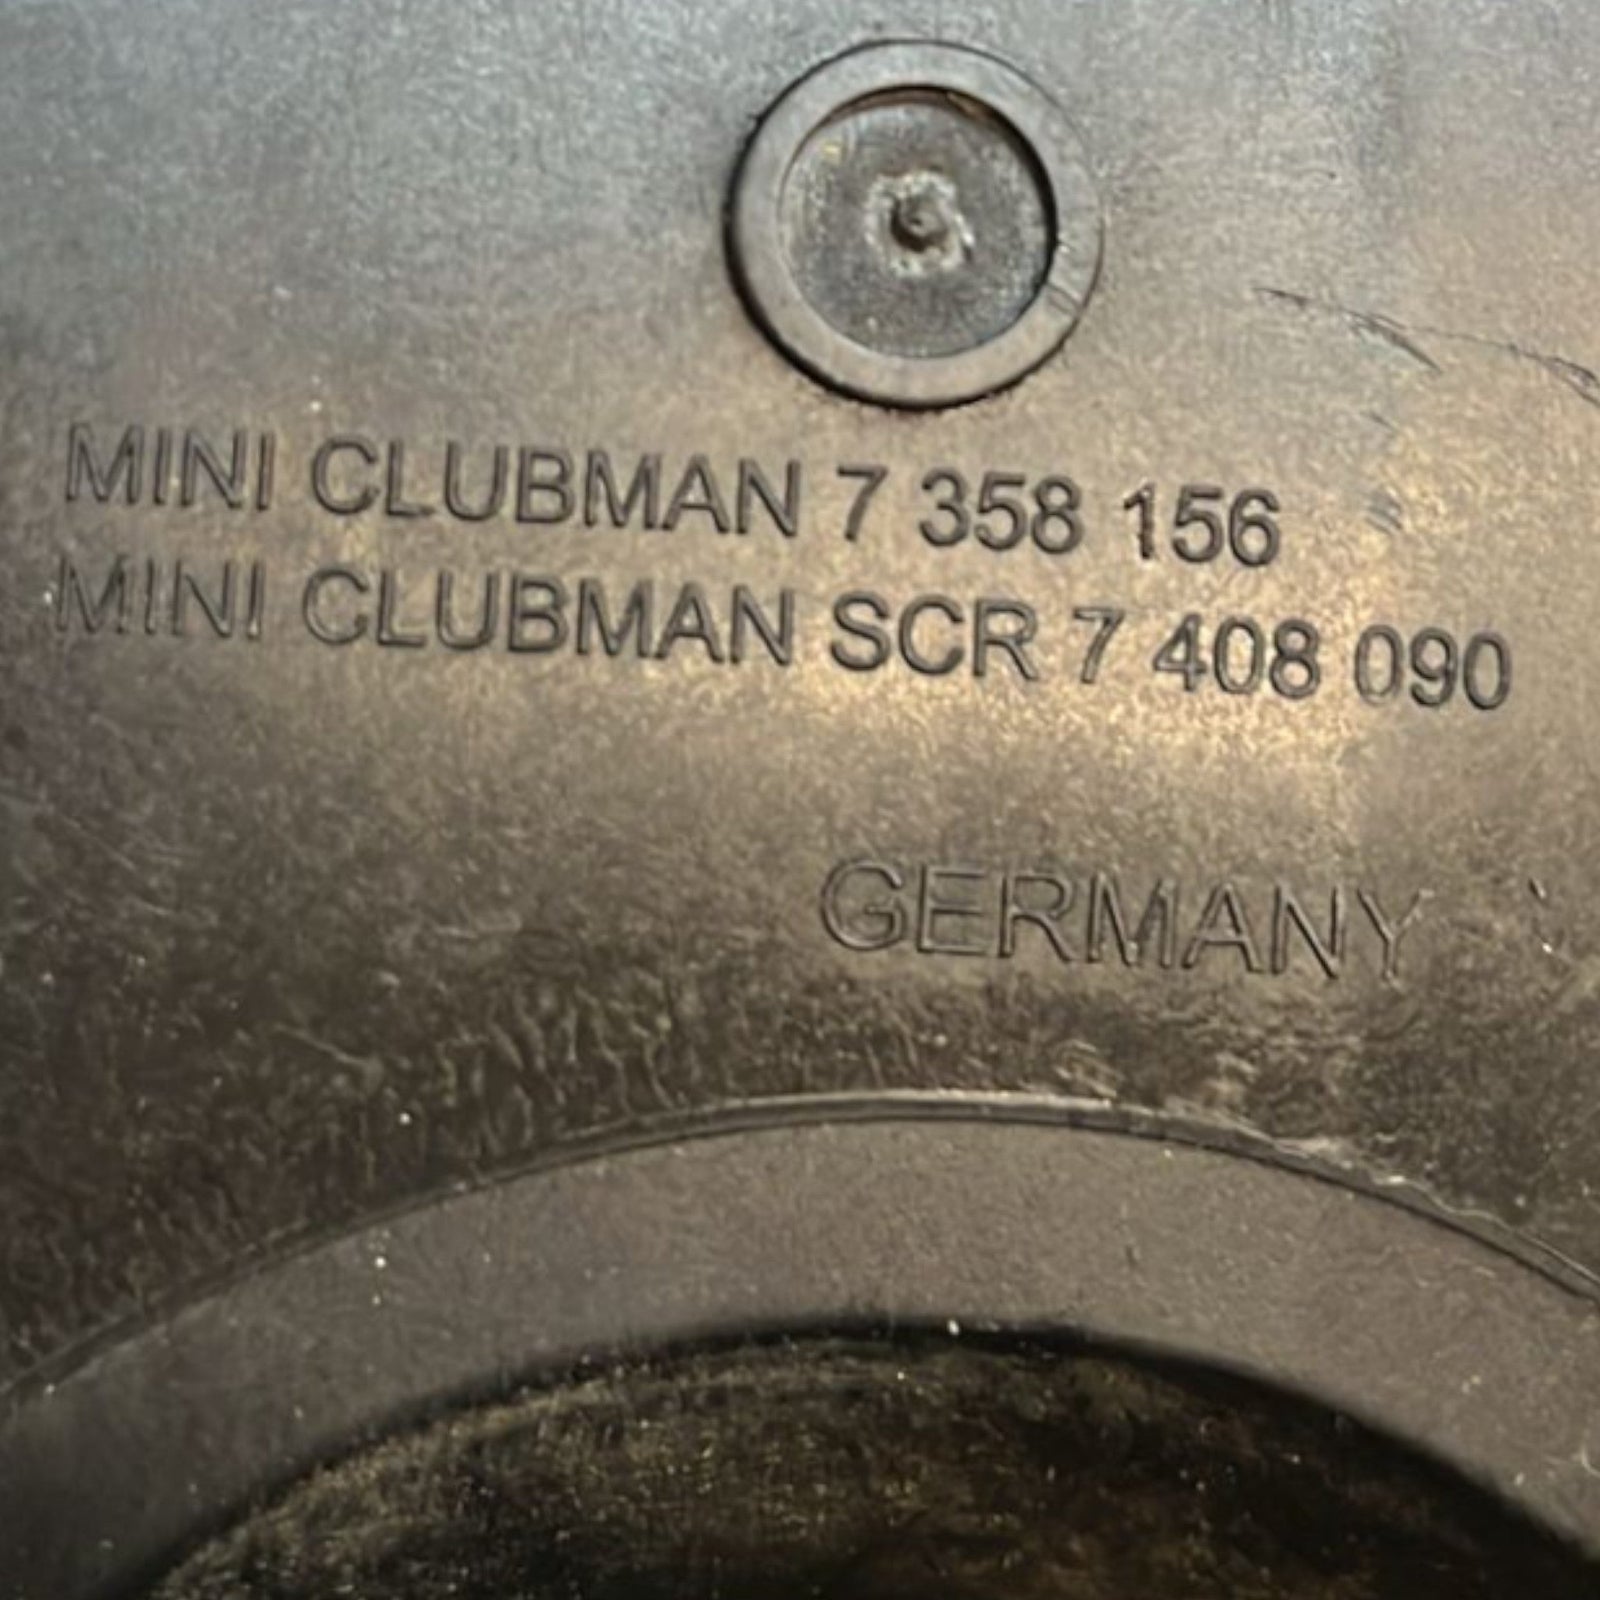 MINI CLUBMAN 7 358 156
MINI CLUBMAN SCR 7 408 090
GERMANY